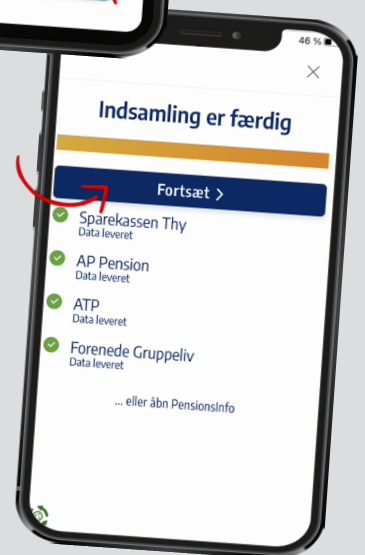 46 %
Indsamling er færdig
Fortsæt >
Sparekassen Thy
Data leveret
AP Pension
Data leveret
ATP
Data leveret
Forenede Gruppeliv
Data leveret
... eller åbn PensionsInfo